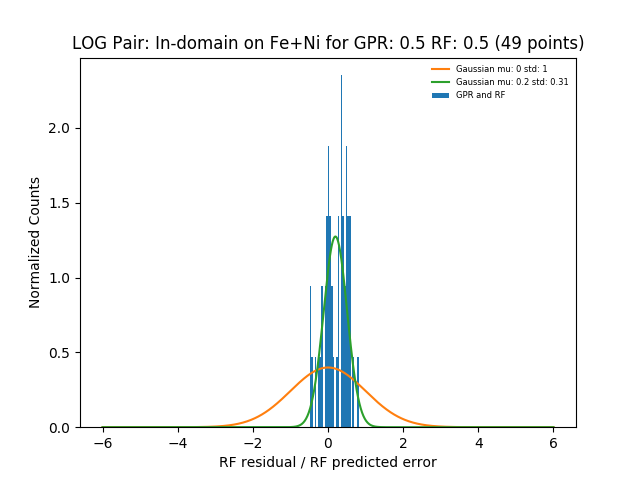 LOG Pair: In-domain on Fe+Ni for GPR: 0.5 RF: 0.5 (49 points)
Gaussian mu: 0 std: 1
Gaussian mu: 0.2 std: 0.31
GPR and RF
Normalized Counts
2.0
1.5
1.0
0.5
0.0
−6 −4 −2 0 2 4 6
RF residual / RF predicted error